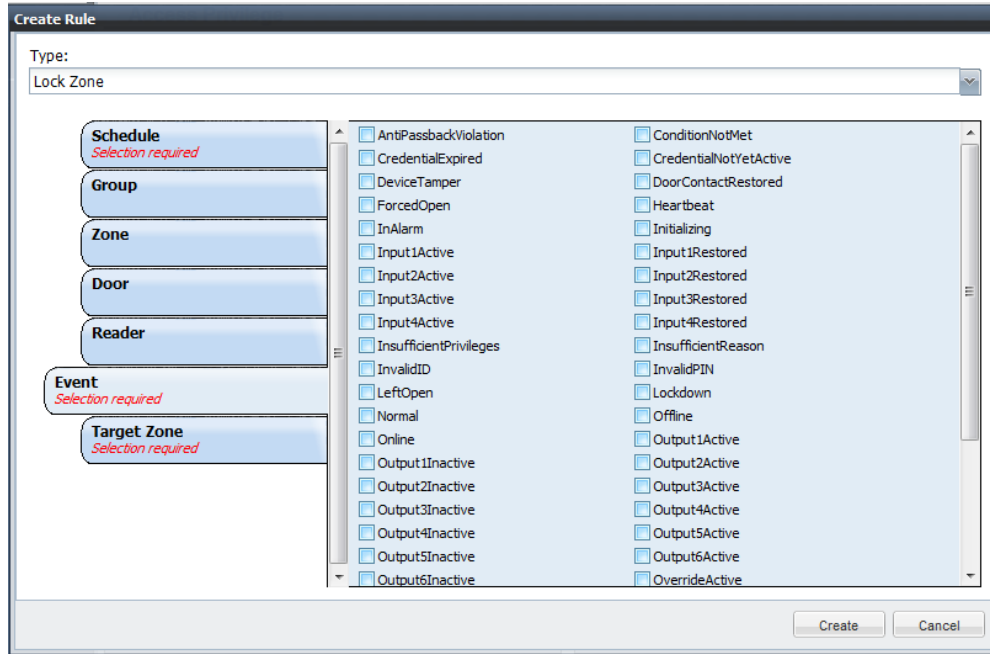 Create Rule
Type:
Lock Zone
Schedule
Selection required
Group
Zone
Door
Reader
Event
Selection required
Target Zone
Selection required
AntiPassbackViolation ConditionNotMet
CredentialExpired CredentialNotYetActive
DeviceTamper DoorContactRestored
ForcedOpen Heartbeat
InAlarm Initializing
Input1Active Input1Restored
Input2Active Input2Restored
Input3Active Input3Restored
Input4Active Input4Restored
InsufficientPrivileges InsufficientReason
InvalidID InvalidPIN
LeftOpen Lockdown
Normal Offline
Online Output1Active
Output1Inactive Output2Active
Output2Inactive Output3Active
Output3Inactive Output4Active
Output4Inactive Output5Active
Output5Inactive Output6Active
Output6Inactive OverrideActive
Create Cancel